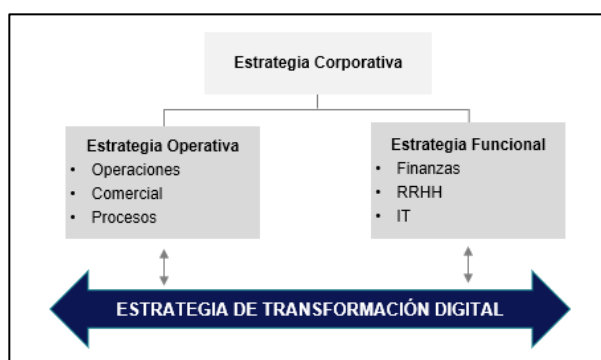 Estrategia Corporativa
Estrategia Operativa
• Operaciones
• Comercial
• Procesos
Estrategia Funcional
• Finanzas
• RRHH
• IT
ESTRATEGIA DE TRANSFORMACIÓN DIGITAL